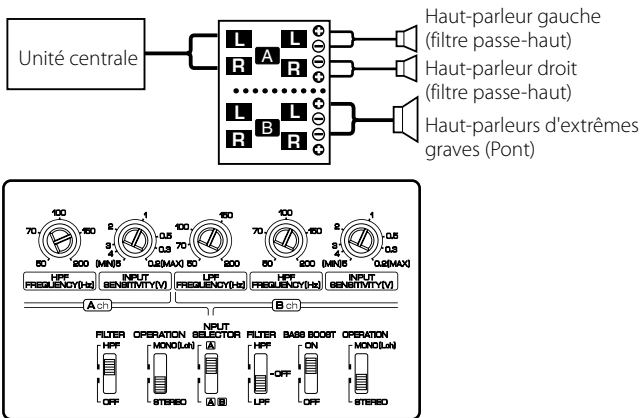 Unité centrale
L L
R A R
L L
R B R
Haut-parleur gauche
(filtre passe-haut)
Haut-parleur droit
(filtre passe-haut)
Haut-parleurs d'extrêmes
graves (Pont)
50 70 100 150 200
HPF
FREQUENCY(Hz)
(MIN)5 4 3 2 1 0.5 0.3 0.2(MAX)
INPUT
SENSITIVITY(V)
50 70 100 150 200
LPF
FREQUENCY(Hz)
50 70 100 150 200
HPF
FREQUENCY(Hz)
(MIN)5 4 3 2 1 0.5 0.3 0.2(MAX)
INPUT
SENSITIVITY(V)
A ch
B ch
FILTER
HPF
OFF
OPERATION
MONO(Lch)
STEREO
INPUT
SELECTOR
A
A B
FILTER
HPF
OFF
LPF
BASS BOOST
ON
OFF
OPERATION
MONO(Lch)
STEREO